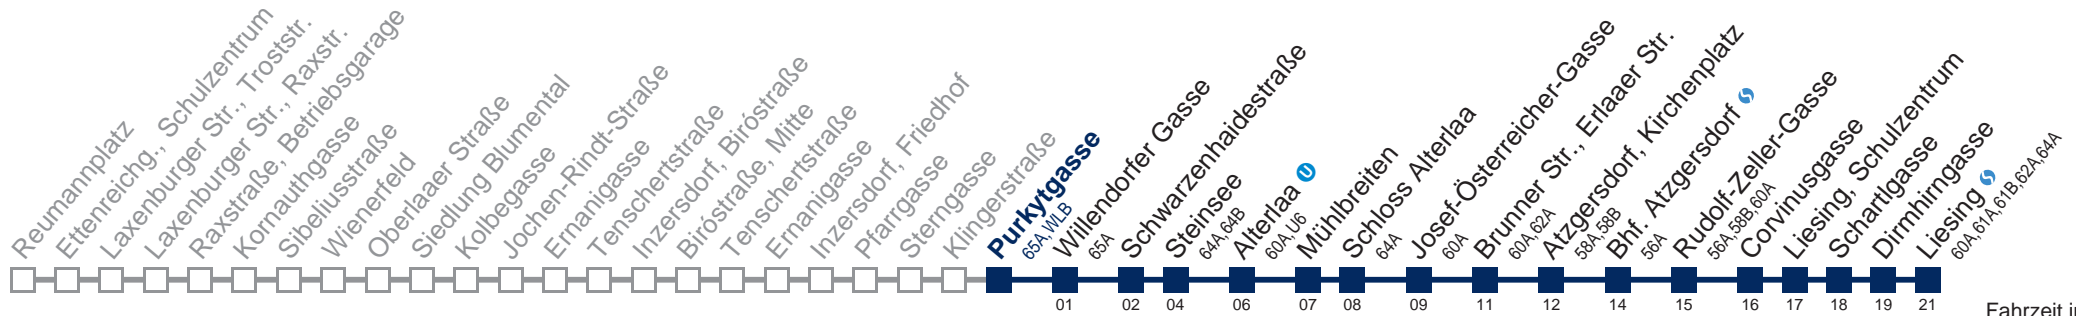 Reumannplatz
Ettenreichg., Schulzentrum
Laxenburger Str., Troststr.
Laxenburger Str., Raxstr.
Raxstraße, Betriebsgarage
Kornauthgasse
Sibeliusstraße
Wienerfeld
Oberlaaer Straße
Siedlung Blumental
Kolbegasse
Jochen-Rindt-Straße
Ernanigasse
Tenschertstraße
Inzersdorf, Biróstraße
Biróstraße, Mitte
Tenschertstraße
Ernanigasse
Inzersdorf, Friedhof
Pfarrgasse
Sterngasse
Klingerstraße
Purkytgasse
65A,WLB
Willendorfer Gasse
65A
Schwarzenhaidestraße
Steinsee
64A,64B
Alterlaa U
60A,U6
Mühlbreiten
Schloss Alterlaa
64A
Josef-Österreicher-Gasse
60A
Brunner Str., Erlaaer Str.
60A,62A
Atzgersdorf, Kirchenplatz
58A,58B
Bhf. Atzgersdorf
56A
Rudolf-Zeller-Gasse
56A,58B,60A
Corvinusgasse
Liesing, Schulzentrum
Schartlgasse
Dirmhirngasse
Liesing
60A,61A,61B,62A,64A
01 02 04 06 07 08 09 11 12 14 15 16 17 18 19 21
Fahrzeit i